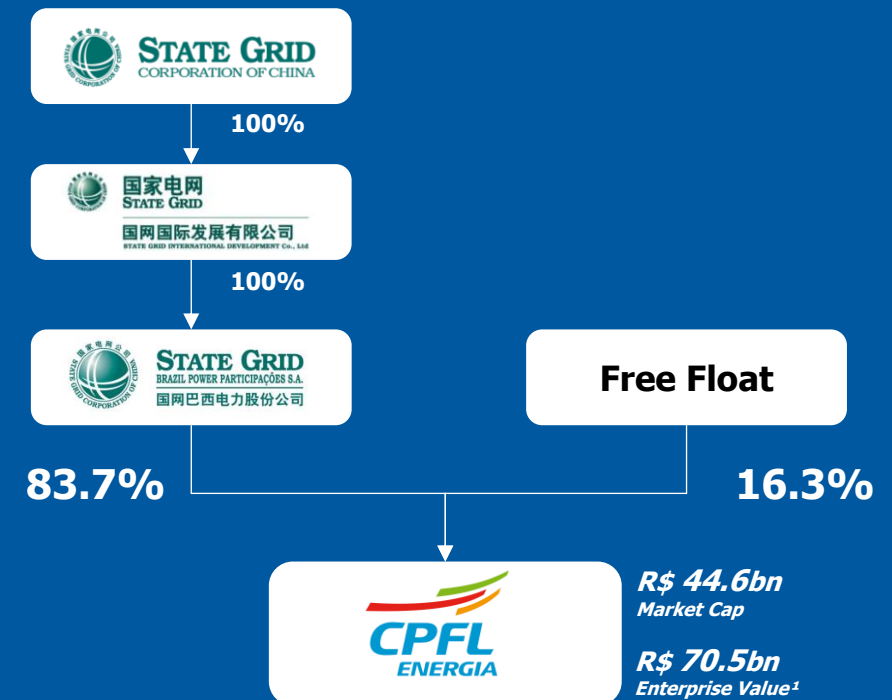 STATE GRID
CORPORATION OF CHINA
100%
国家电网
STATE GRID
国网国际发展有限公司
STATE GRID INTERNATIONAL DEVELOPMENT Co., Ltd
100%
STATE GRID
BRAZIL POWER PARTICIPAÇÕES S.A.
国网巴西电力股份公司
Free Float
83.7%
16.3%
CPFL
ENERGIA
R$ 44.6bn
Market Cap
R$ 70.5bn
Enterprise Value¹